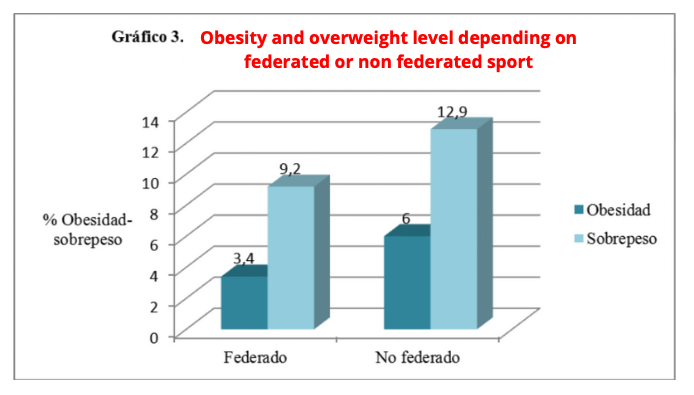 Gráfico 3. Obesity and overweight level depending on
federated or non federated sport
14
12
10
8
6
4
2
0
% Obesidad-
sobrepeso
3,4
9,2
6
12,9
Federado
No federado
Obesidad
Sobrepeso